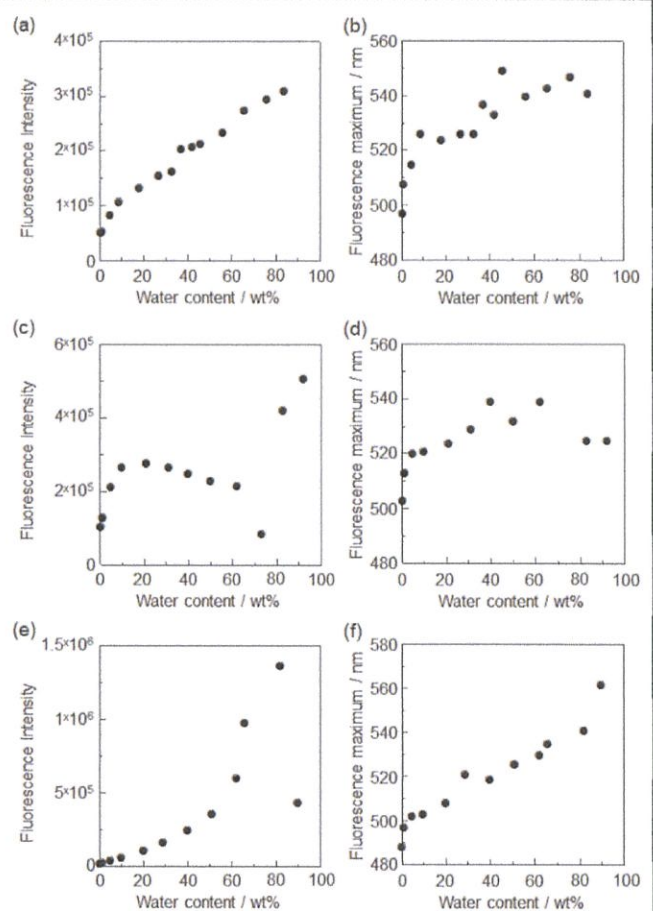 (a)
4×10⁵
3×10⁵
2×10⁵
1×10⁵
0
Fluorescence Intensity
0 20 40 60 80 100
Water content / wt%
(b)
560
540
520
500
480
Fluorescence maximum / nm
0 20 40 60 80 100
Water content / wt%
(c)
6×10⁵
4×10⁵
2×10⁵
0
Fluorescence Intensity
0 20 40 60 80 100
Water content / wt%
(d)
560
540
520
500
480
Fluorescence maximum / nm
0 20 40 60 80 100
Water content / wt%
(e)
1.5×10⁶
1×10⁶
5×10⁵
0
Fluorescence Intensity
0 20 40 60 80 100
Water content / wt%
(f)
580
560
540
520
500
480
Fluorescence maximum / nm
0 20 40 60 80 100
Water content / wt%